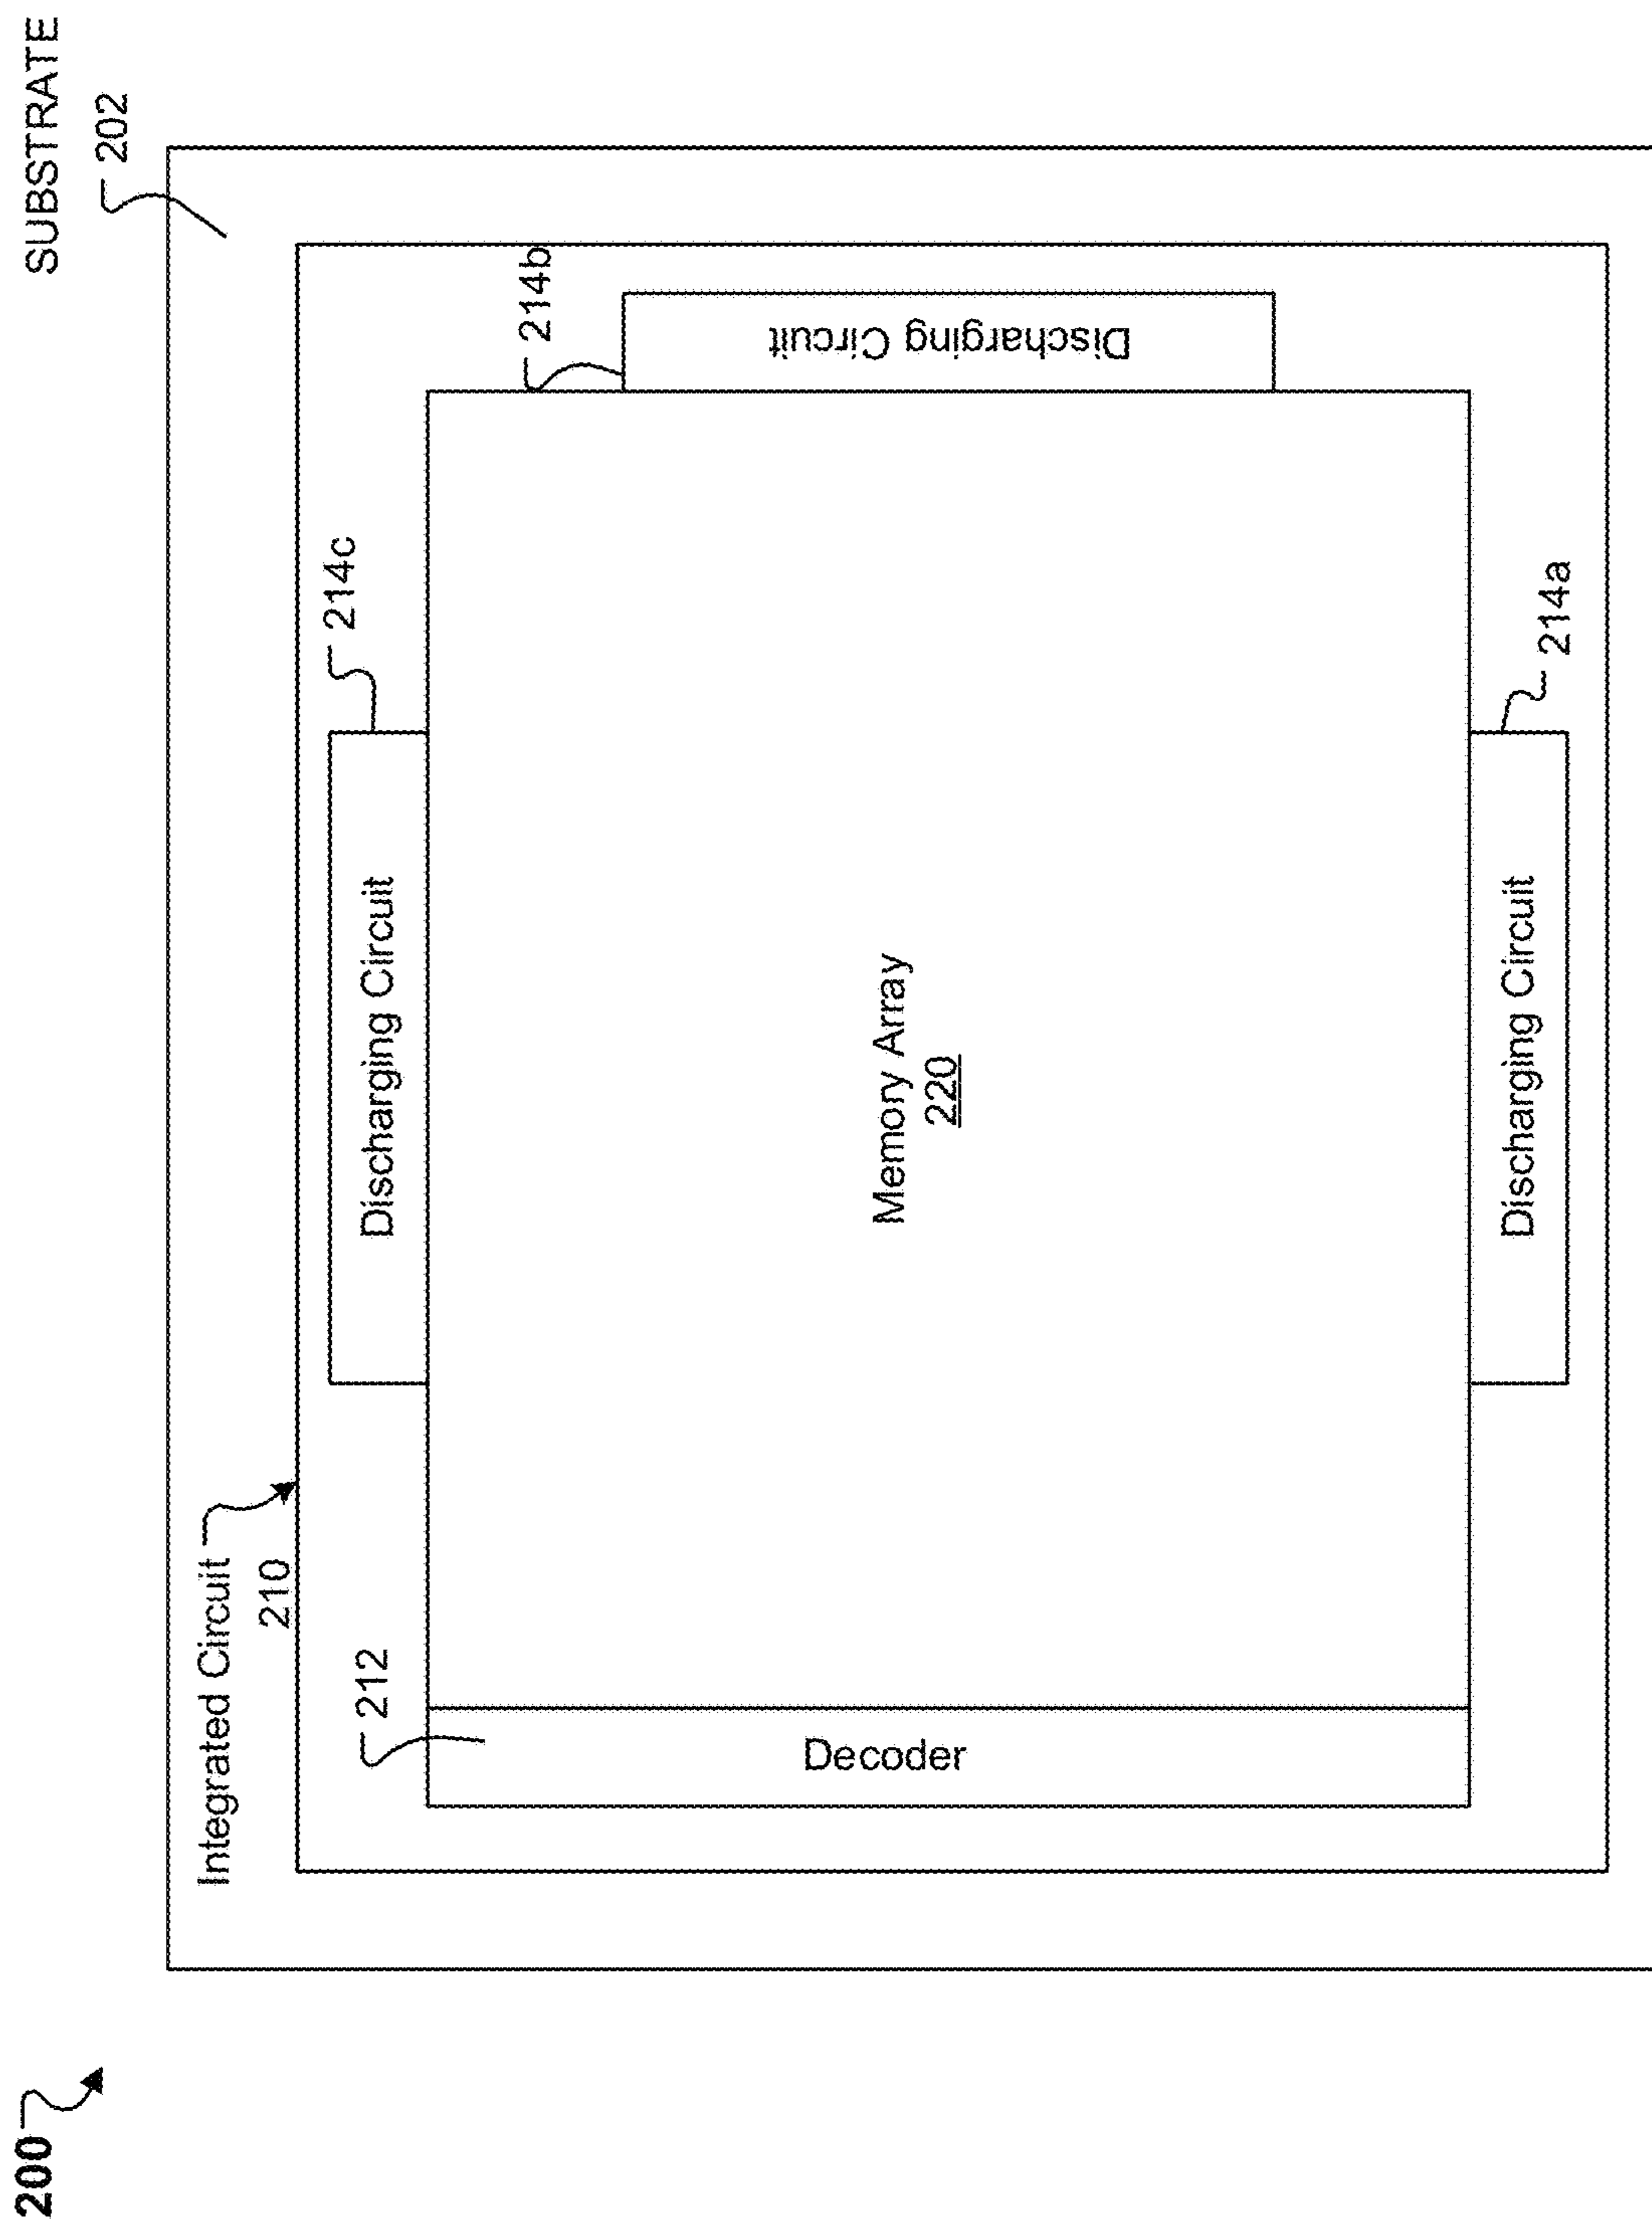 200
SUBSTRATE
202
Integrated Circuit
210
214c
Discharging Circuit
212
Decoder
Memory Array
220
214b
Discharging Circuit
Discharging Circuit
214a